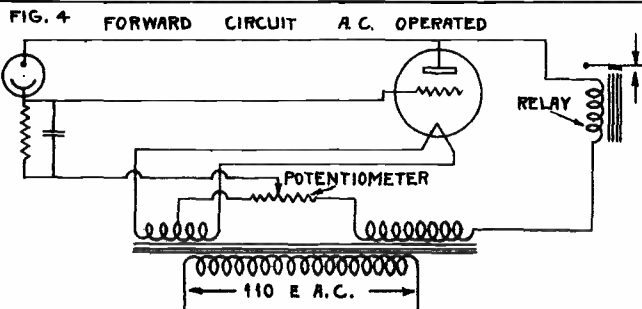 FIG. 4 FORWARD CIRCUIT A.C. OPERATED
RELAY
POTENTIOMETER
110 E A.C.